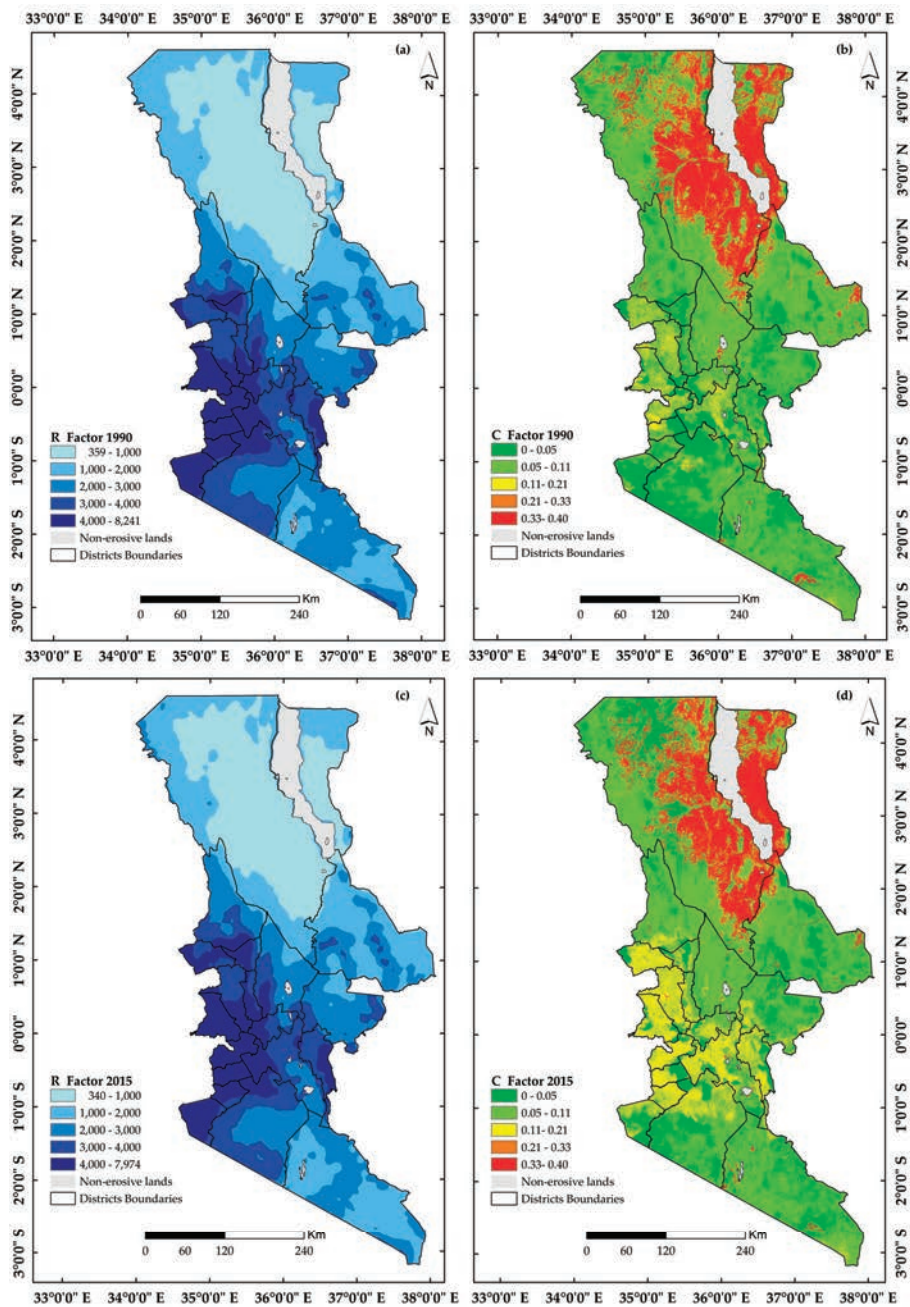 33°0'0" E 34°0'0" E 35°0'0" E 36°0'0" E 37°0'0" E 38°0'0" E
33°0'0" E 34°0'0" E 35°0'0" E 36°0'0" E 37°0'0" E 38°0'0" E
(a)
N
4°0'0" N
3°0'0" N
2°0'0" N
1°0'0" N
0°0'0"
1°0'0" S
2°0'0" S
3°0'0" S
R Factor 1990
359 - 1,000
1,000 - 2,000
2,000 - 3,000
3,000 - 4,000
4,000 - 8,241
Non-erosive lands
Districts Boundaries
Km
0 60 120 240
(b)
N
4°0'0" N
3°0'0" N
2°0'0" N
1°0'0" N
0°0'0"
1°0'0" S
2°0'0" S
3°0'0" S
C Factor 1990
0 - 0.05
0.05 - 0.11
0.11- 0.21
0.21 - 0.33
0.33- 0.40
Non-erosive lands
Districts Boundaries
Km
0 60 120 240
33°0'0" E 34°0'0" E 35°0'0" E 36°0'0" E 37°0'0" E 38°0'0" E
33°0'0" E 34°0'0" E 35°0'0" E 36°0'0" E 37°0'0" E 38°0'0" E
(c)
N
4°0'0" N
3°0'0" N
2°0'0" N
1°0'0" N
0°0'0"
1°0'0" S
2°0'0" S
3°0'0" S
R Factor 2015
340 - 1,000
1,000 - 2,000
2,000 - 3,000
3,000 - 4,000
4,000 - 7,974
Non-erosive lands
Districts Boundaries
Km
0 60 120 240
(d)
N
4°0'0" N
3°0'0" N
2°0'0" N
1°0'0" N
0°0'0"
1°0'0" S
2°0'0" S
3°0'0" S
C Factor 2015
0 - 0.05
0.05 - 0.11
0.11- 0.21
0.21 - 0.33
0.33- 0.40
Non-erosive lands
Districts Boundaries
Km
0 60 120 240
33°0'0" E 34°0'0" E 35°0'0" E 36°0'0" E 37°0'0" E 38°0'0" E
33°0'0" E 34°0'0" E 35°0'0" E 36°0'0" E 37°0'0" E 38°0'0" E